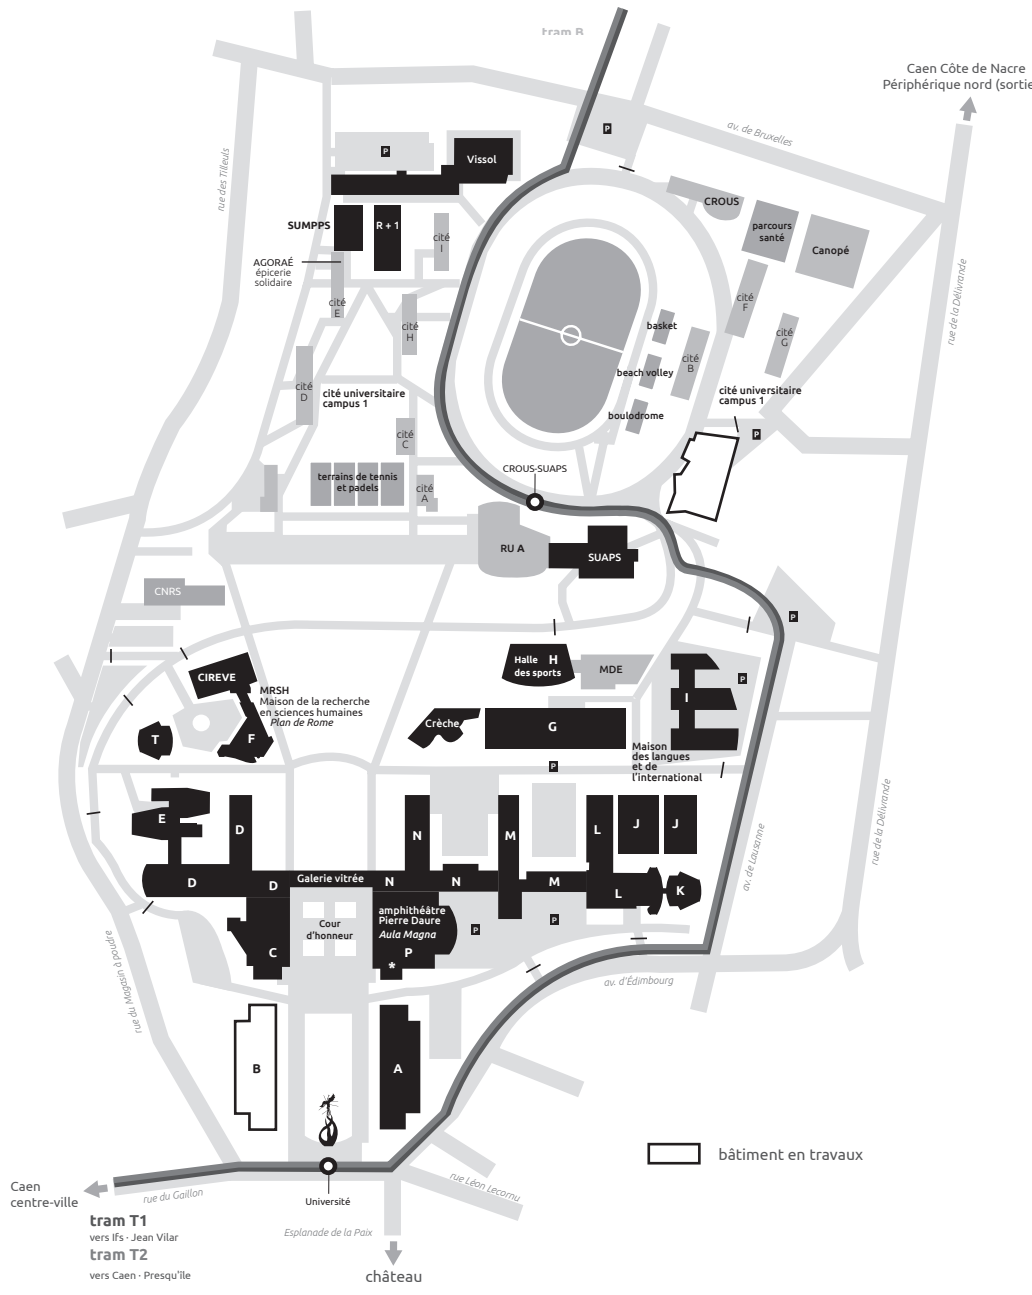 tram B
Caen Côte de Nacre
Périphérique nord (sortie
av. de Bruxelles
rue des Tilleuls
P
P
Vissol
CROUS
SUMPPS
R + 1
cité
I
parcours
santé
Canopé
AGORAÉ
épicerie
solidaire
cité
E
cité
H
cité
F
cité
G
rue de la Délivrande
basket
cité
B
beach volley
boulodrome
cité
D
cité universitaire
campus 1
cité universitaire
campus 1
P
cité
C
CROUS-SUAPS
terrains de tennis
et padels
cité
A
RU A
SUAPS
CNRS
P
CIREVE
MRSH
Maison de la recherche
en sciences humaines
Plan de Rome
Halle H
des sports
MDE
P
I
T
F
Crèche
G
Maison
des langues
et de
l'international
P
E
D
N
M
L
J
J
rue de la Délivrande
av. de Lausanne
D
D
Galerie vitrée
N
N
M
L
K
Cour
d'honneur
amphithéâtre
Pierre Daure
Aula Magna
P
*
P
P
C
rue du Magasin à poudre
av. d'Édimbourg
B
A
bâtiment en travaux
Caen
centre-ville
rue du Gaillon
Université
rue Léon Lecornu
tram T1
vers Ifs · Jean Vilar
tram T2
vers Caen · Presqu'île
Esplanade de la Paix
château